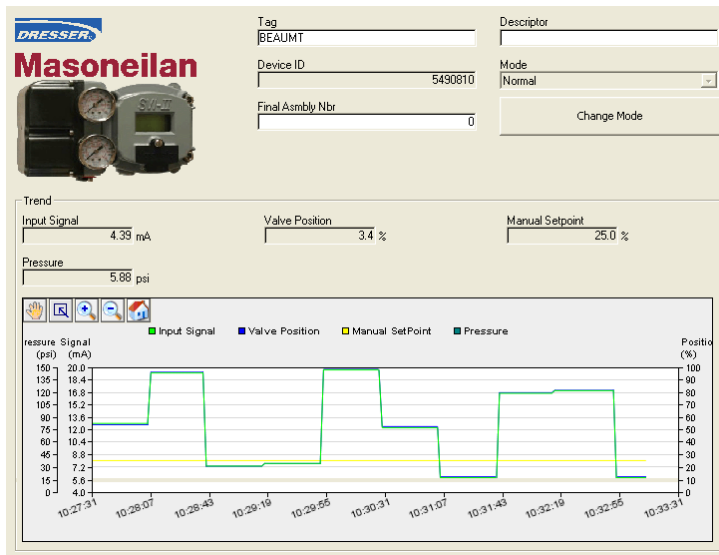 DRESSER
Masoneilan
SVI-II
Tag
BEAUMT
Descriptor
Device ID
5490810
Mode
Normal
Final Asmbly Nbr
0
Change Mode
Trend
Input Signal
4.39 mA
Valve Position
3.4 %
Manual Setpoint
25.0 %
Pressure
5.88 psi
Input Signal Valve Position Manual SetPoint Pressure
ressure Signal Positio
(psi) (mA) (%)
150 20.0 100
135 18.4 90
120 16.8 80
105 15.2 70
90 13.6 60
75 12.0 50
60 10.4 40
45 8.8 30
30 7.2 20
15 5.6 10
0 4.0 0
10:27:31 10:28:07 10:28:43 10:29:19 10:29:55 10:30:31 10:31:07 10:31:43 10:32:19 10:32:55 10:33:31